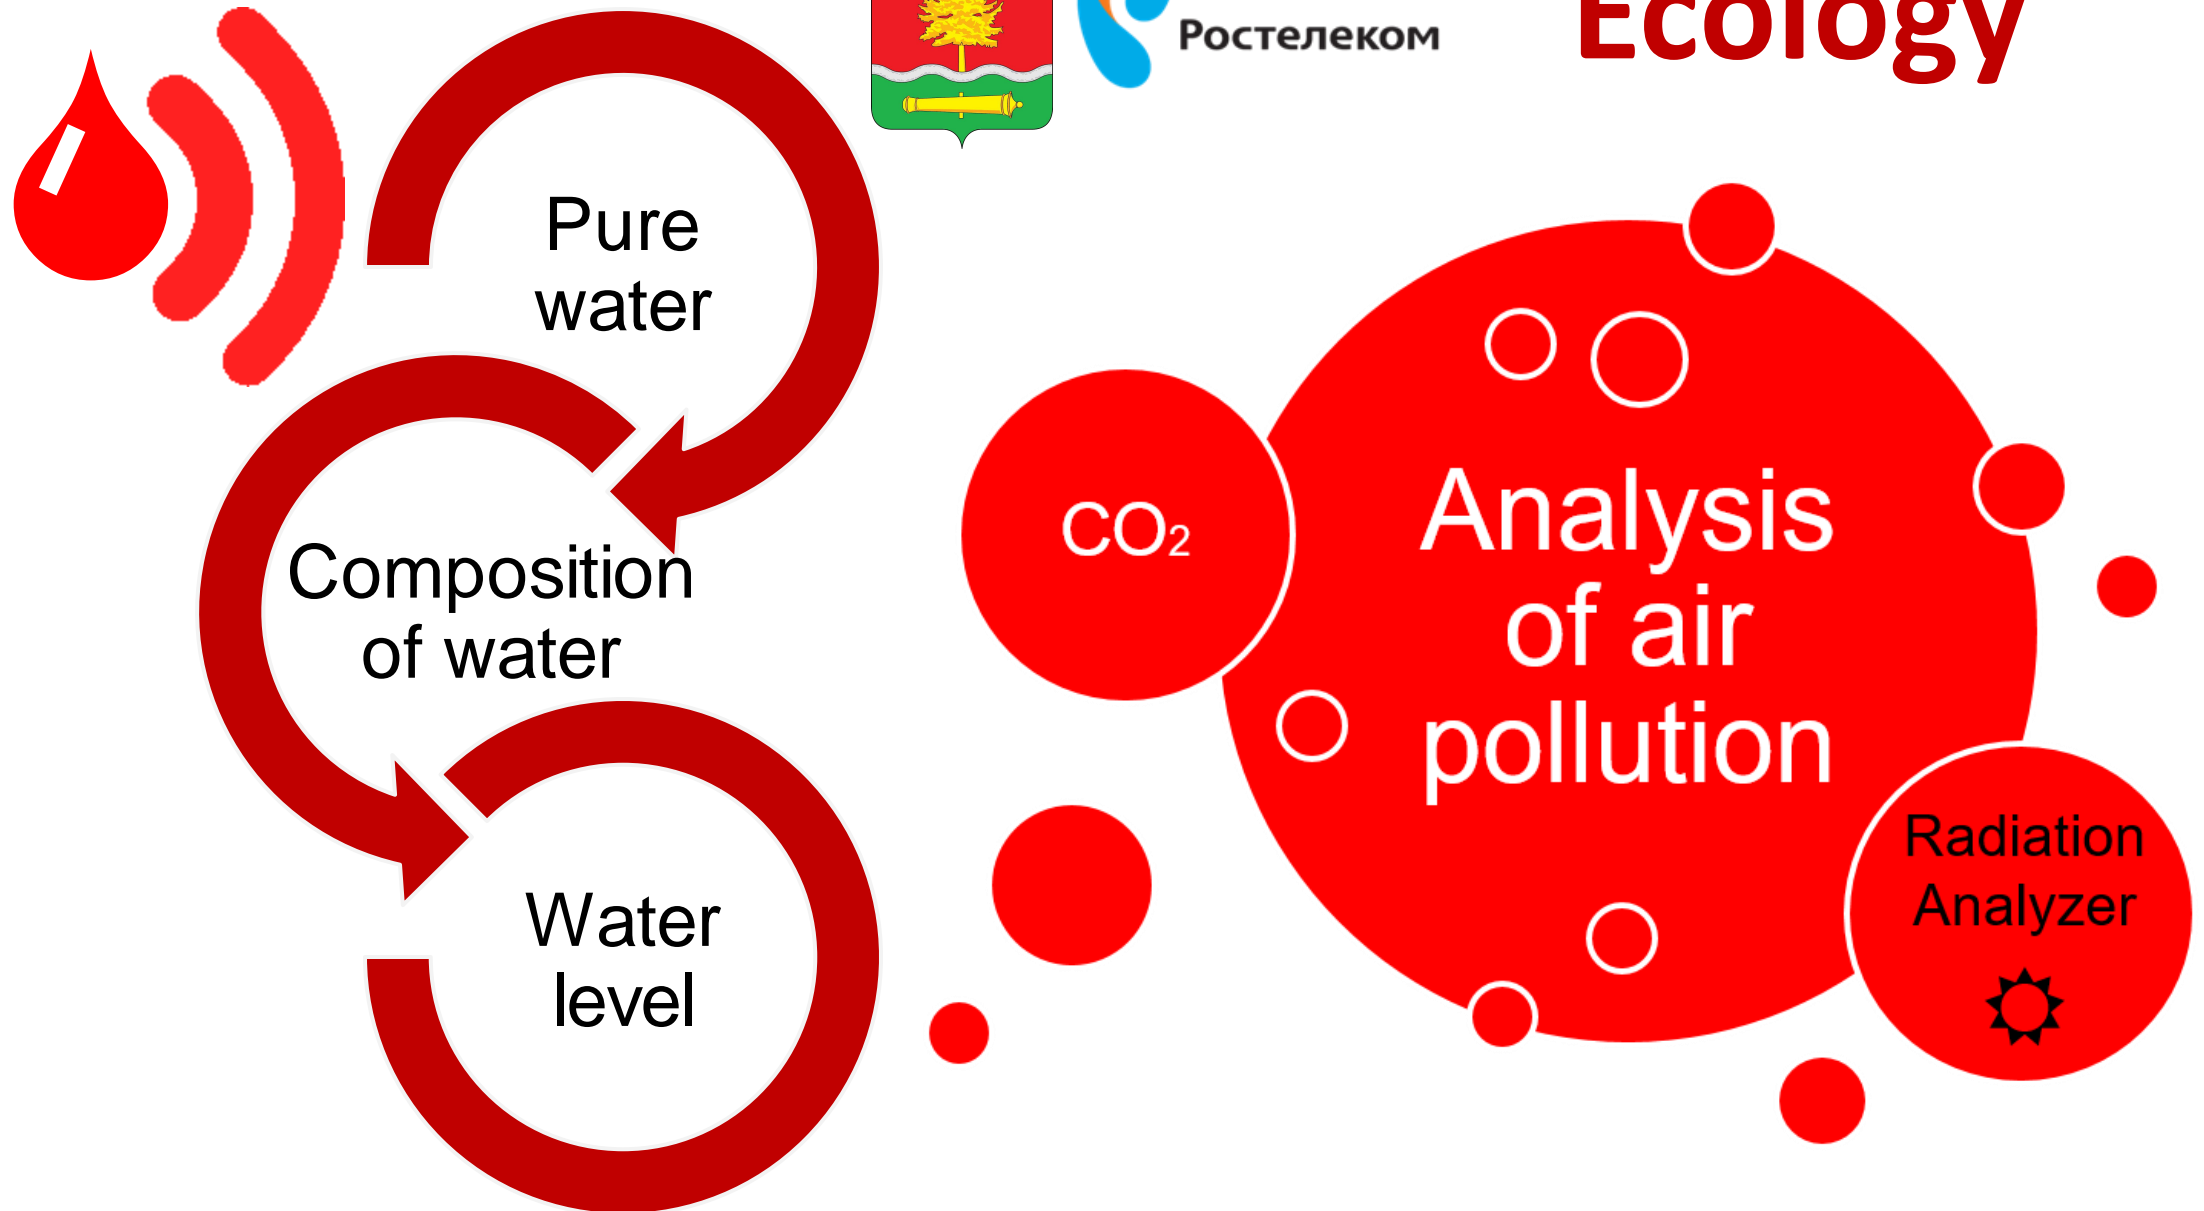 Ростелеком
Ecology
Pure
water
Composition
of water
Water
level
CO₂
Analysis
of air
pollution
Radiation
Analyzer